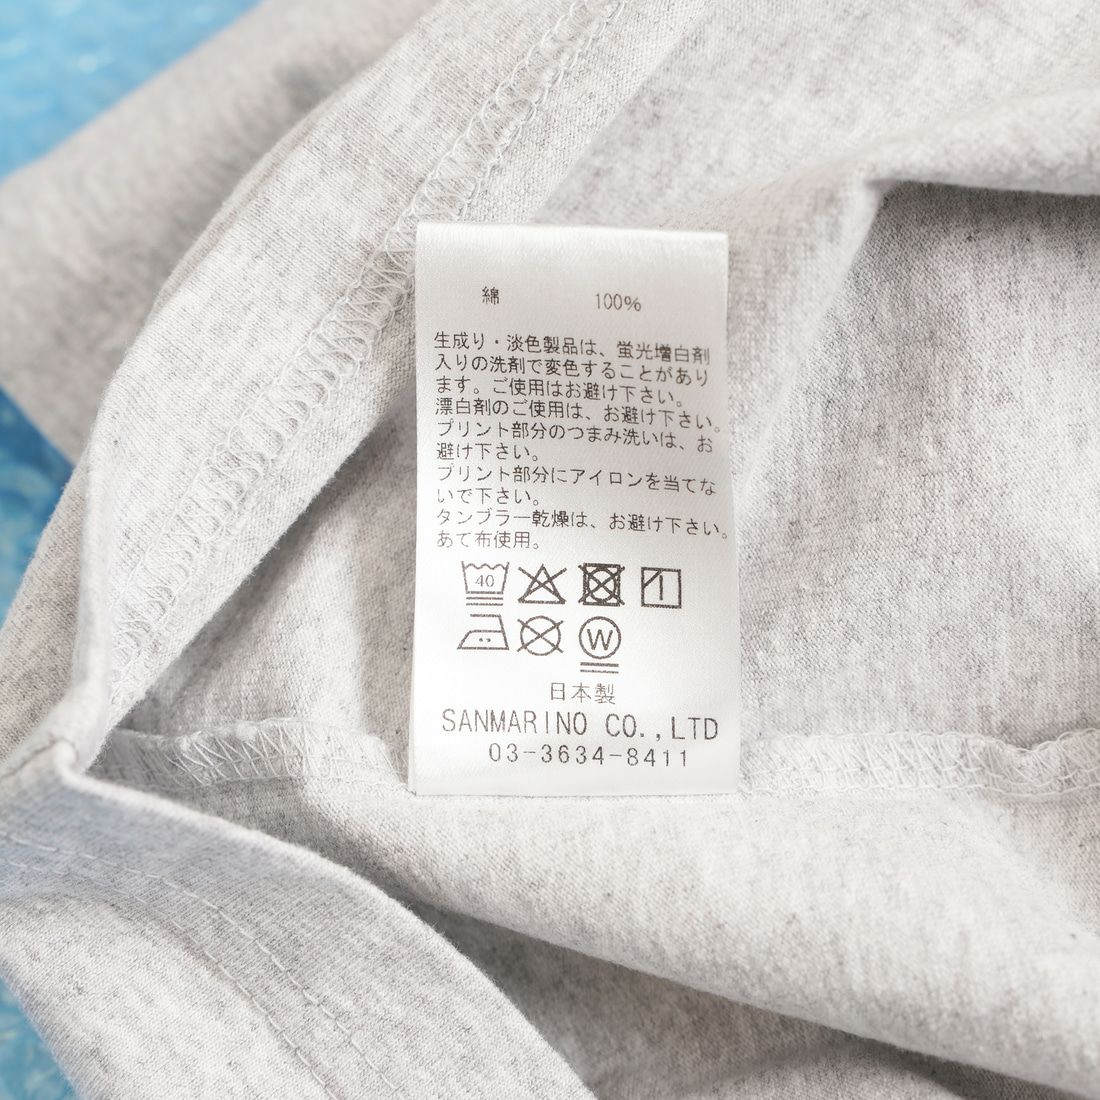 綿 100%
生成り・淡色製品は、蛍光増白剤
入りの洗剤で変色することがあり
ます。ご使用はお避け下さい。
漂白剤のご使用は、お避け下さい。
プリント部分のつまみ洗いは、お
避け下さい。
プリント部分にアイロンを当てな
いで下さい。
タンブラー乾燥は、お避け下さい。
あて布使用。
40
W
日本製
SANMARINO CO.,LTD
03-3634-8411